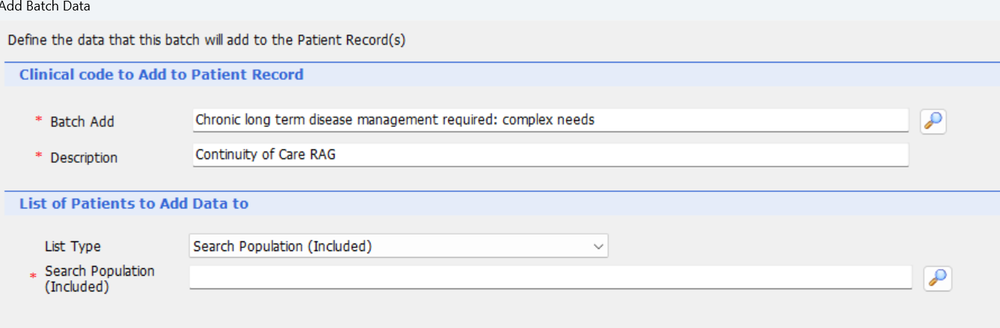 Add Batch Data
Define the data that this batch will add to the Patient Record(s)
Clinical code to Add to Patient Record
* Batch Add Chronic long term disease management required: complex needs
* Description Continuity of Care RAG
List of Patients to Add Data to
List Type Search Population (Included)
* Search Population
(Included)